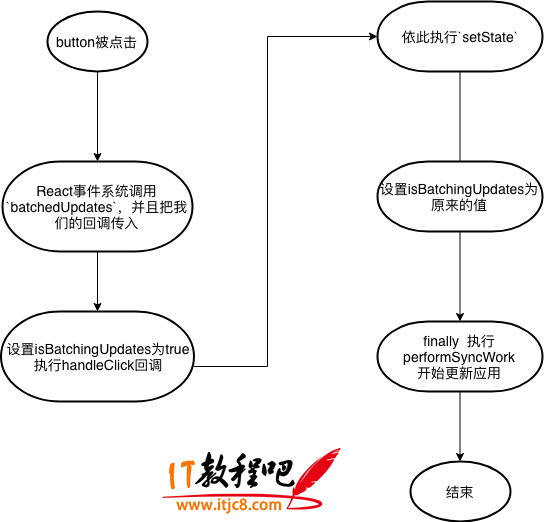 button被点击
React事件系统调用
`batchedUpdates`，并且把我
们的回调传入
设置isBatchingUpdates为true
执行handleClick回调
依此执行`setState`
设置isBatchingUpdates为
原来的值
finally 执行
performSyncWork
开始更新应用
结束
IT教程吧
www.itjc8.com